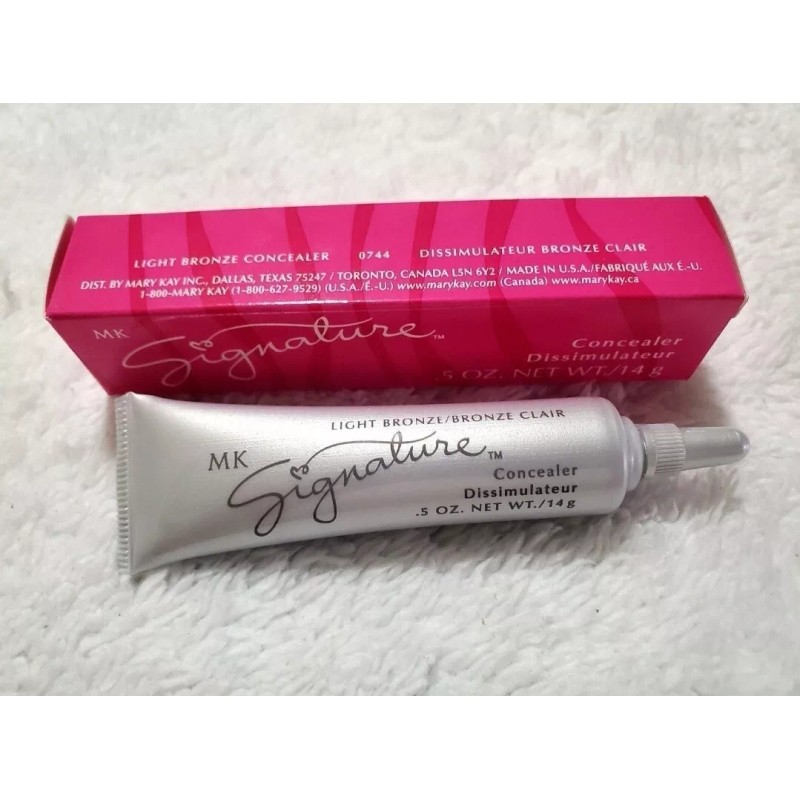 LIGHT BRONZE CONCEALER 0744 DISSIMULATEUR BRONZE CLAIR
DIST. BY MARY KAY INC., DALLAS, TEXAS 75247 / TORONTO, CANADA L5N 6Y2 / MADE IN U.S.A./FABRIQUÉ AUX É.-U.
1-800-MARY KAY (1-800-627-9529) (U.S.A./É.-U.) www.marykay.com (Canada) www.marykay.ca
MK Signature™
Concealer
Dissimulateur
.5 OZ. NET WT./14 g
LIGHT BRONZE/BRONZE CLAIR
MK Signature™
Concealer
Dissimulateur
.5 OZ. NET WT./14 g